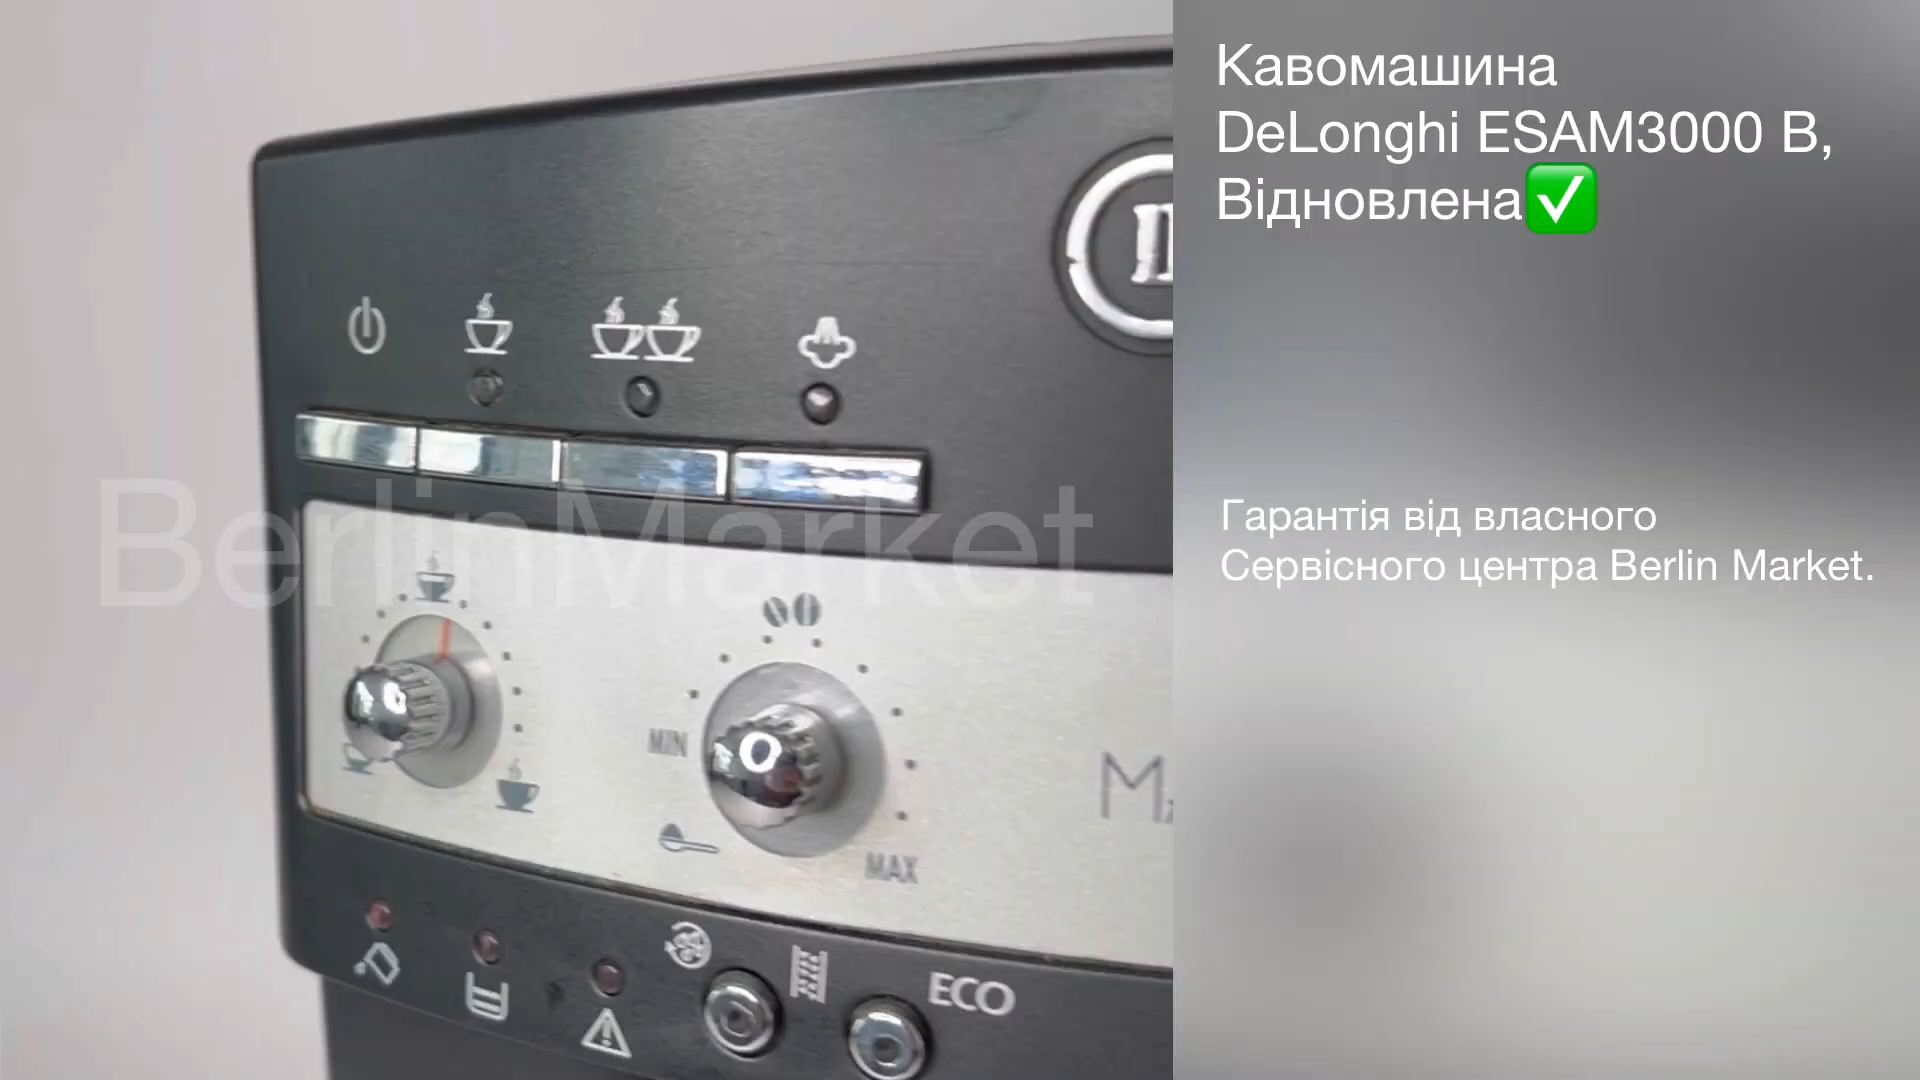 Кавомашина
DeLonghi ESAM3000 B,
Відновлена✅
Гарантія від власного
Сервісного центра Berlin Market.
BerlinMarket
MIN
MAX
ECO